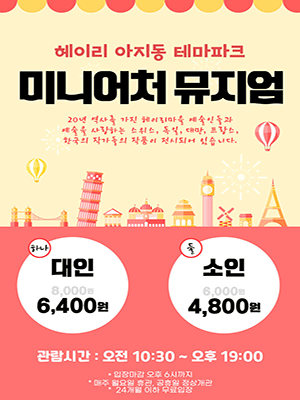 헤이리 아지동 테마파크
미니어처 뮤지엄
20년 역사를 가진 헤이리마을 예술인들과
예술을 사랑하는 스위스, 독일, 대만, 프랑스,
한국의 작가들의 작품이 전시되어 있습니다.
하나
대인
8,000원
6,400원
둘
소인
6,000원
4,800원
관람시간 : 오전 10:30 ~ 오후 19:00
* 입장마감 오후 6시까지
* 매주 월요일 휴관, 공휴일 정상개관
* 24개월 이하 무료입장